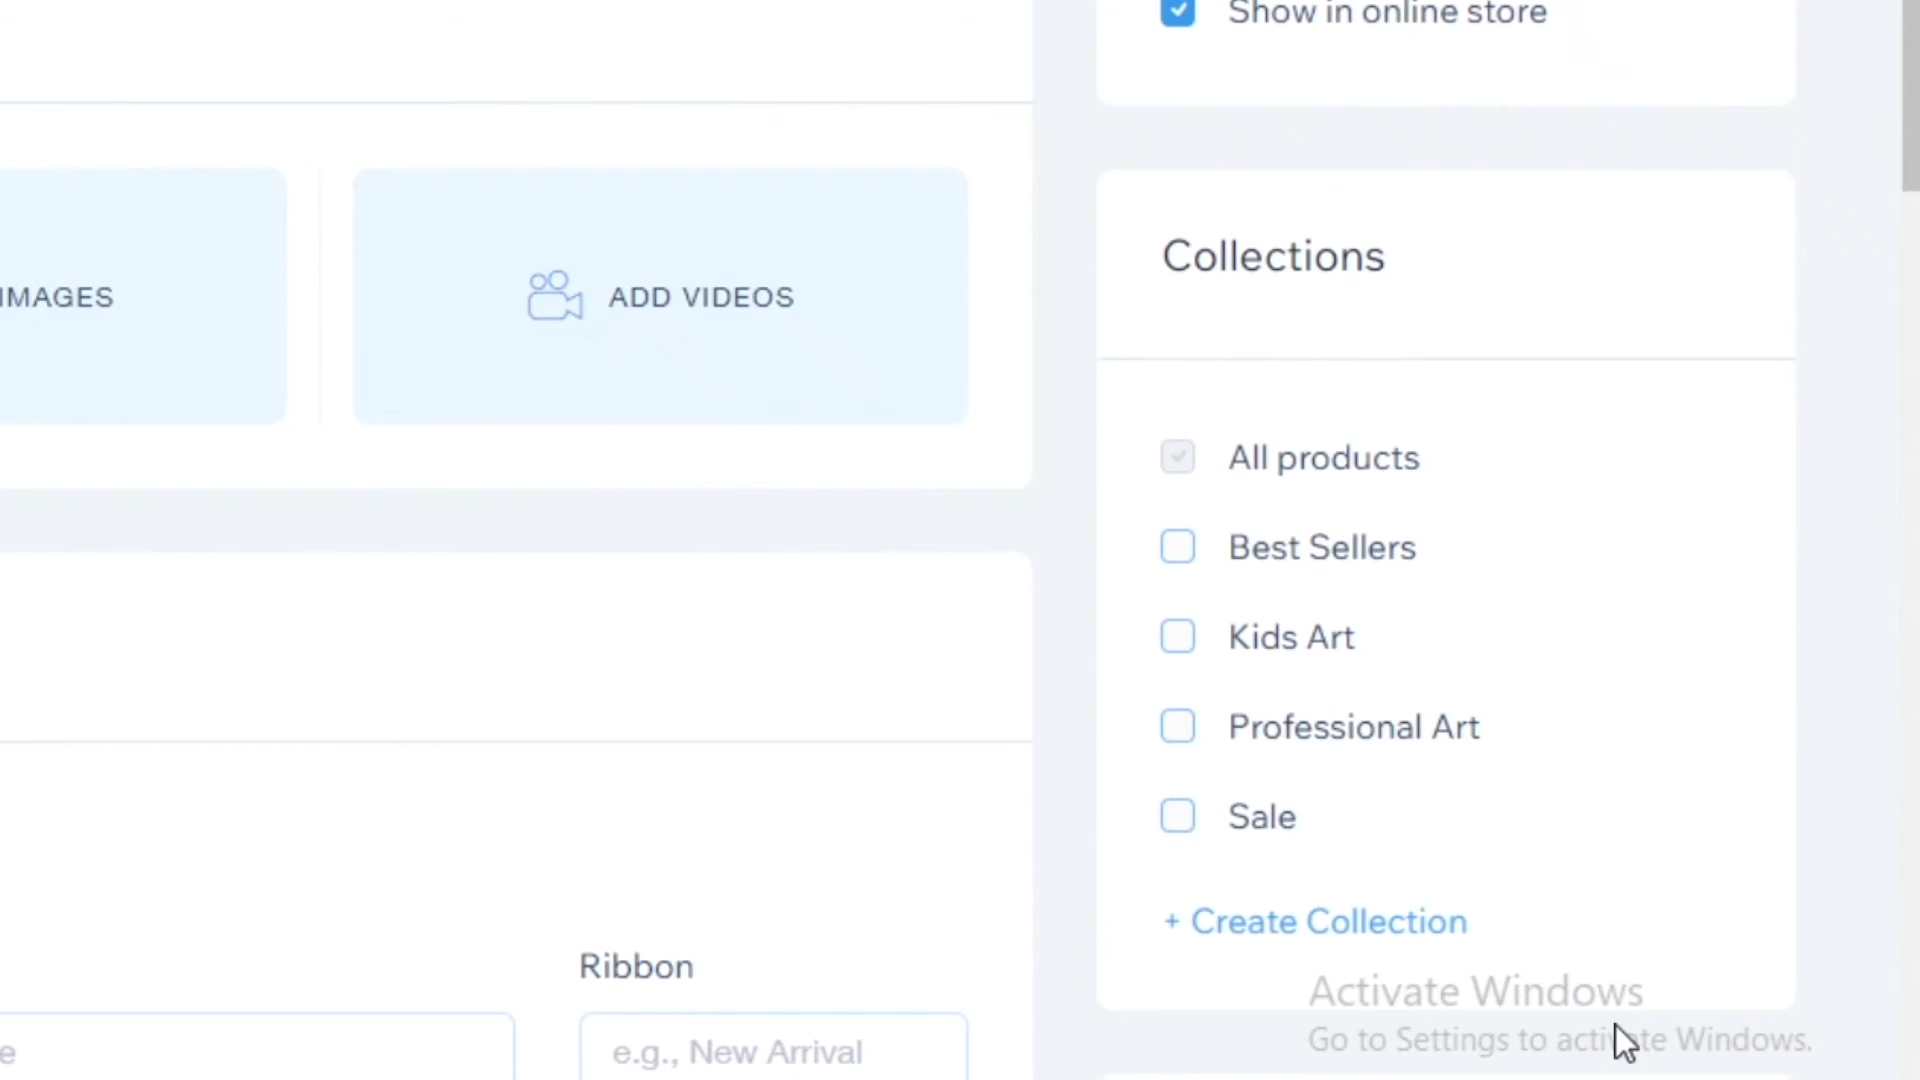 Show in online store
IMAGES
ADD VIDEOS
Collections
All products
Best Sellers
Kids Art
Professional Art
Sale
+ Create Collection
Ribbon
e
e.g., New Arrival
Activate Windows
Go to Settings to activate Windows.